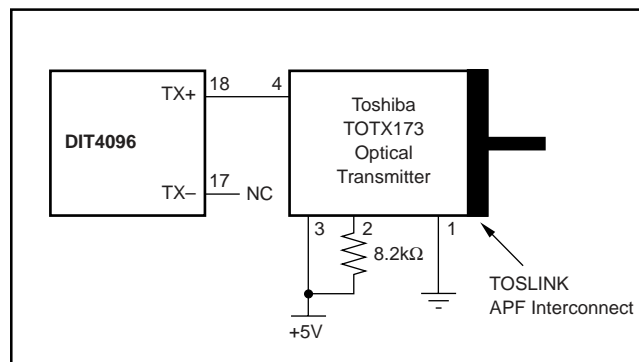 TX+
18
4
DIT4096
Toshiba
TOTX173
Optical
Transmitter
TX–
17
NC
3
2
1
8.2kΩ
+5V
TOSLINK
APF Interconnect